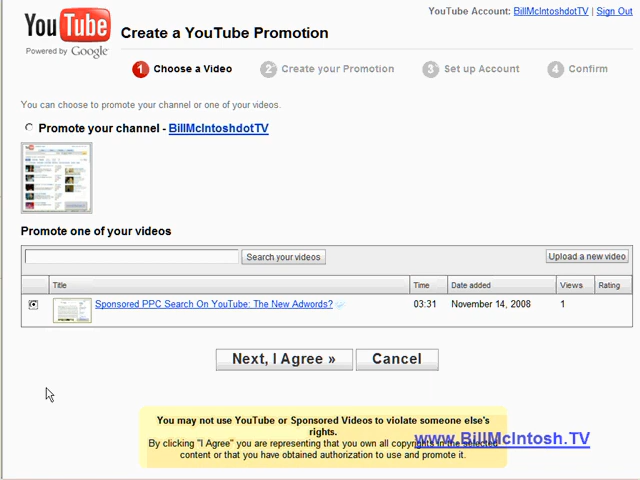 YouTube Account: BillMcIntoshdotTV | Sign Out
YouTube
Powered by Google
Create a YouTube Promotion
1 Choose a Video 2 Create your Promotion 3 Set up Account 4 Confirm
You can choose to promote your channel or one of your videos.
Promote your channel - BillMcIntoshdotTV
Promote one of your videos
Search your videos Upload a new video
Title Time Date added Views Rating
Sponsored PPC Search On YouTube: The New Adwords? 03:31 November 14, 2008 1
Next, I Agree » Cancel
You may not use YouTube or Sponsored Videos to violate someone else's
rights.
By clicking "I Agree" you are representing that you own all copyrights in the selected
content or that you have obtained authorization to use and promote it.
www.BillMcIntosh.TV